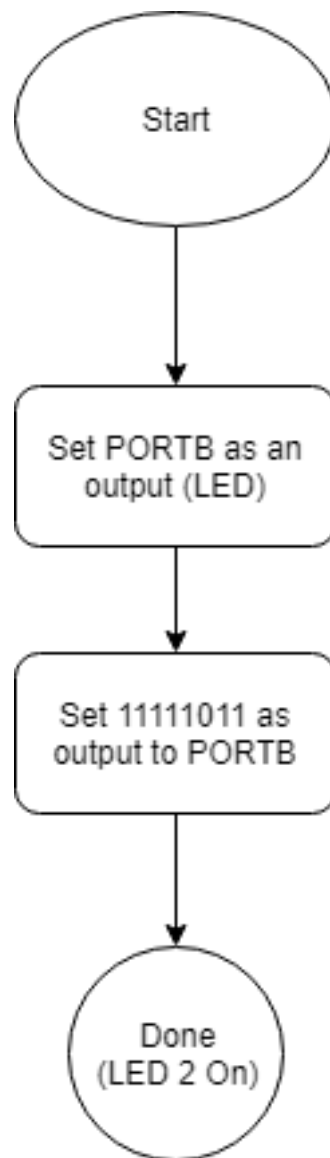 Start
Set PORTB as an
output (LED)
Set 11111011 as
output to PORTB
Done
(LED 2 On)